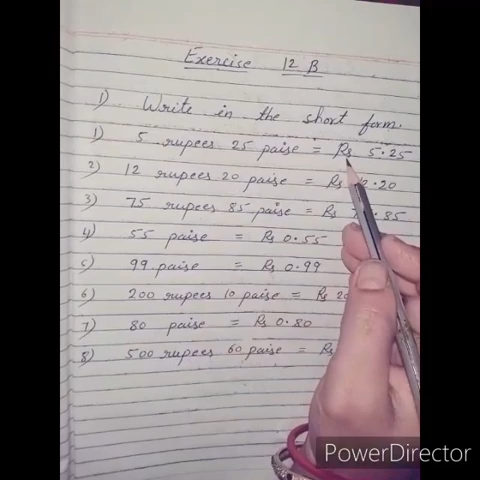 Exercise 12 B
1) Write in the short form.
1) 5 rupees 25 paise = Rs 5.25
2) 12 rupees 20 paise = Rs .20
3) 75 rupees 85 paise = Rs .85
4) 55 paise = Rs 0.55
5) 99 paise = Rs 0.99
6) 200 rupees 10 paise = Rs 20
7) 80 paise = Rs 0.80
8) 500 rupees 60 paise = Rs
PowerDirector